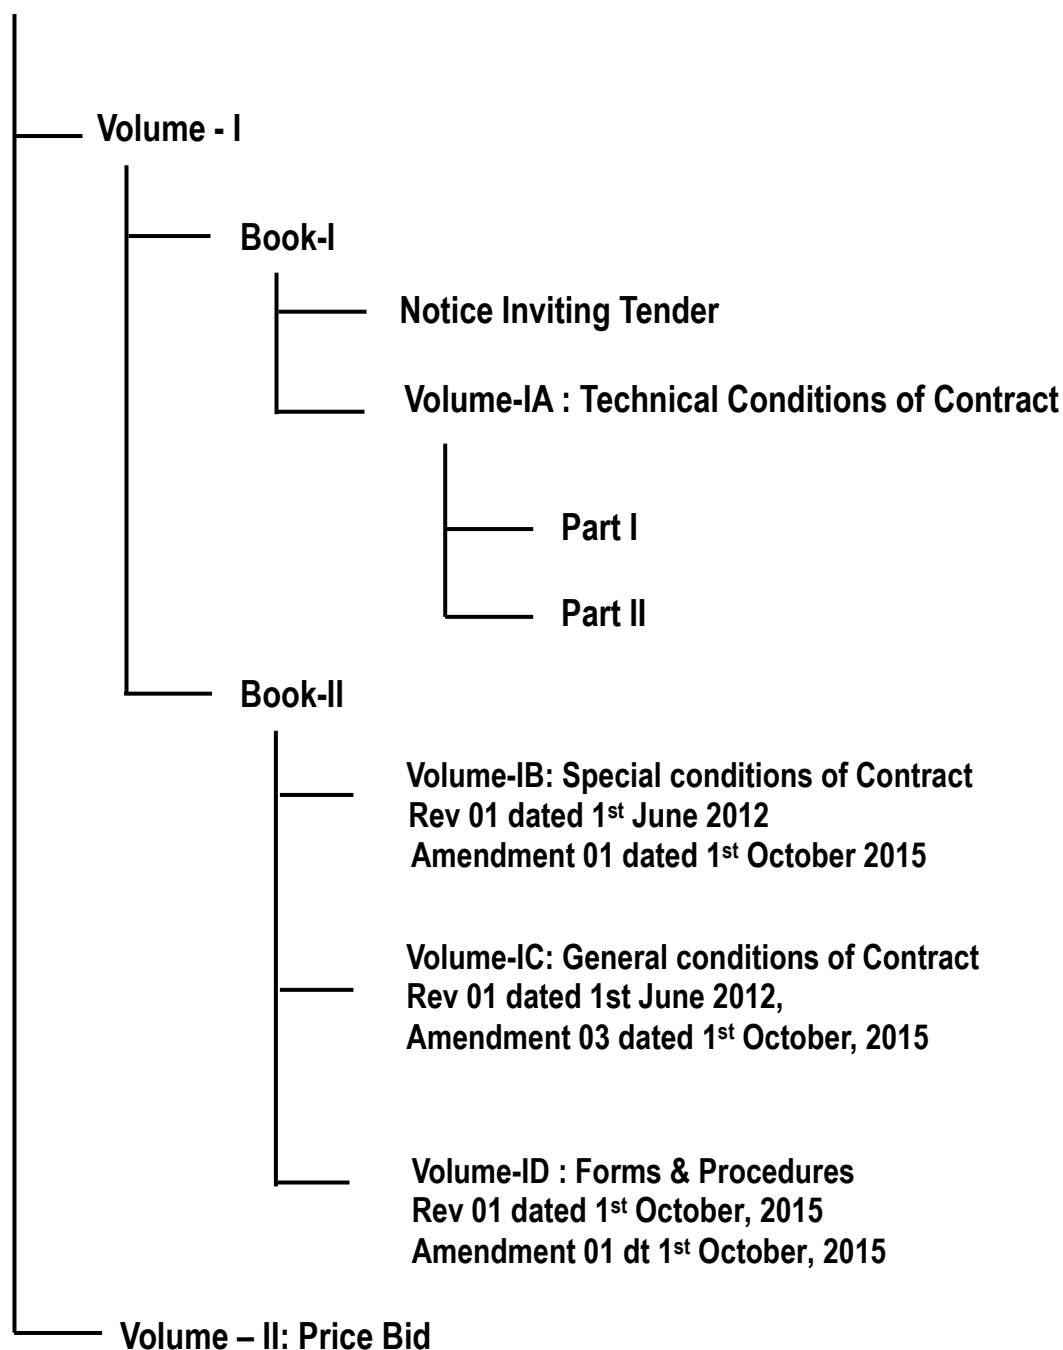 Volume - I
Book-I
Notice Inviting Tender
Volume-IA : Technical Conditions of Contract
Part I
Part II
Book-II
Volume-IB: Special conditions of Contract
Rev 01 dated 1st June 2012
Amendment 01 dated 1st October 2015
Volume-IC: General conditions of Contract
Rev 01 dated 1st June 2012,
Amendment 03 dated 1st October, 2015
Volume-ID : Forms & Procedures
Rev 01 dated 1st October, 2015
Amendment 01 dt 1st October, 2015
Volume – II: Price Bid